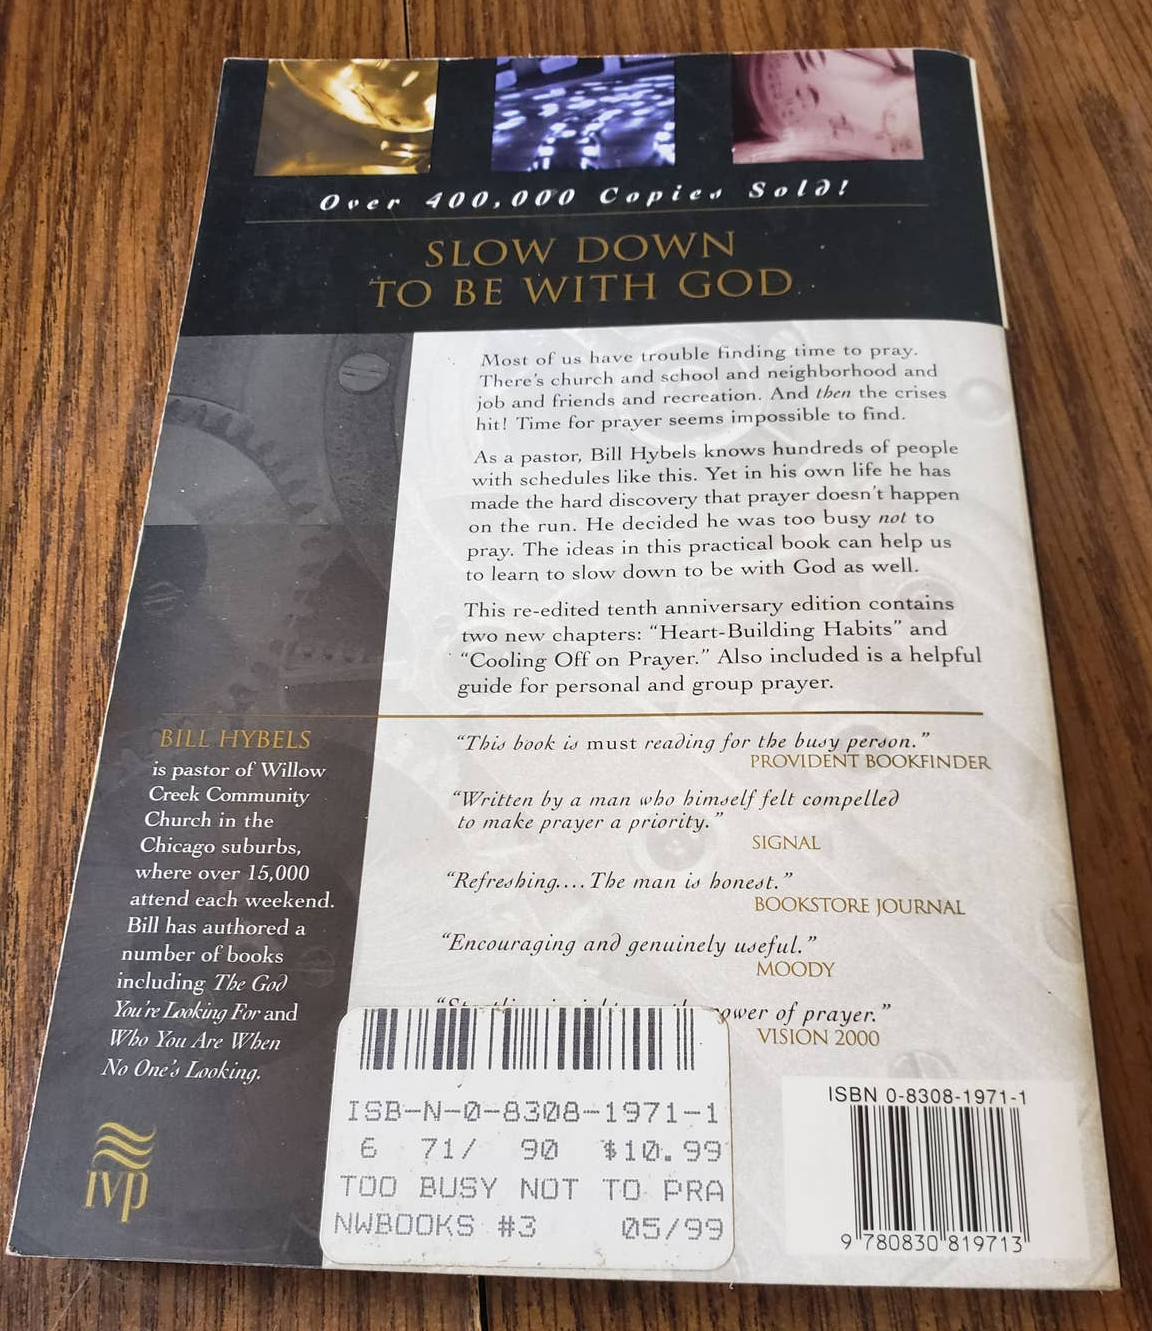 Over 400,000 Copies Sold!
SLOW DOWN
TO BE WITH GOD
Most of us have trouble finding time to pray.
There's church and school and neighborhood and
job and friends and recreation. And then the crises
hit! Time for prayer seems impossible to find.
As a pastor, Bill Hybels knows hundreds of people
with schedules like this. Yet in his own life he has
made the hard discovery that prayer doesn't happen
on the run. He decided he was too busy not to
pray. The ideas in this practical book can help us
to learn to slow down to be with God as well.
This re-edited tenth anniversary edition contains
two new chapters: “Heart-Building Habits” and
“Cooling Off on Prayer.” Also included is a helpful
guide for personal and group prayer.
BILL HYBELS
is pastor of Willow
Creek Community
Church in the
Chicago suburbs,
where over 15,000
attend each weekend.
Bill has authored a
number of books
including The God
You're Looking For and
Who You Are When
No One's Looking.
ivp
“This book is must reading for the busy person.”
PROVIDENT BOOKFINDER
“Written by a man who himself felt compelled
to make prayer a priority.”
SIGNAL
“Refreshing.... The man is honest.”
BOOKSTORE JOURNAL
“Encouraging and genuinely useful.”
MOODY
of prayer.”
VISION 2000
ISB-N-0-8308-1971-1
6 71/ 90 $10.99
TOO BUSY NOT TO PRA
NWBOOKS #3 05/99
ISBN 0-8308-1971-1
9 780830 819713